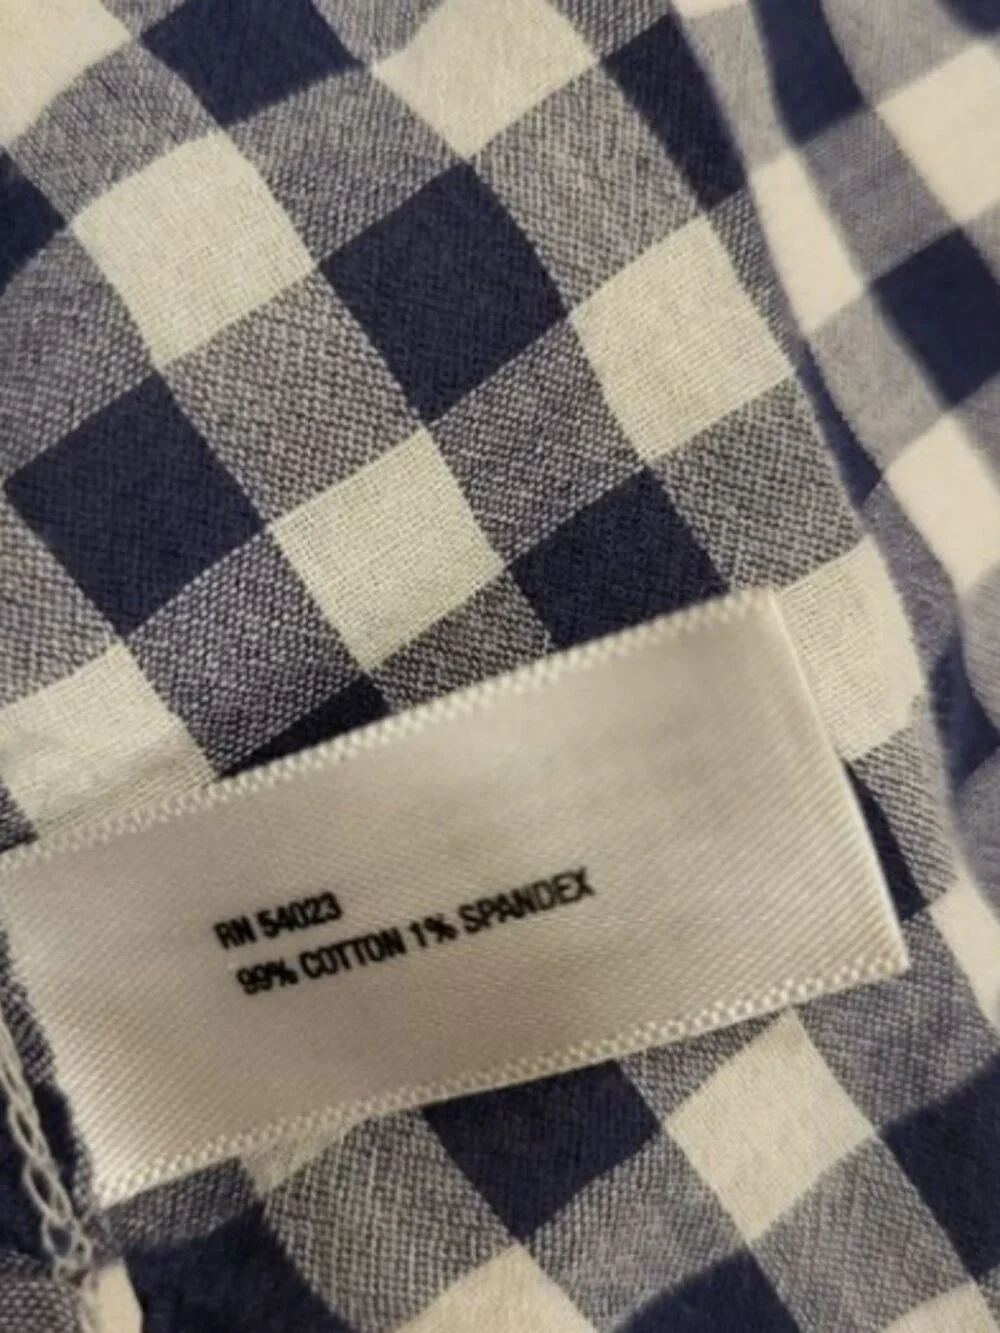 RN 54023
99% COTTON 1% SPANDEX